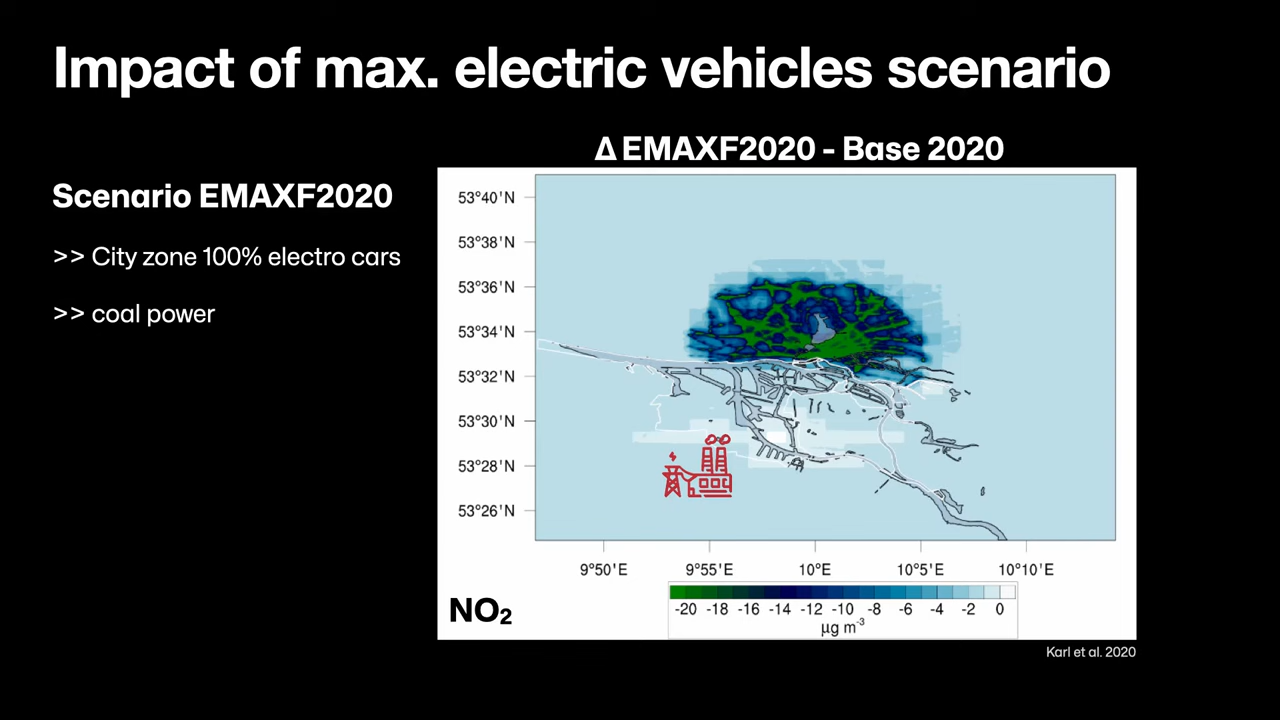 Impact of max. electric vehicles scenario
Δ EMAXF2020 - Base 2020
Scenario EMAXF2020
>> City zone 100% electro cars
>> coal power
53°40'N
53°38'N
53°36'N
53°34'N
53°32'N
53°30'N
53°28'N
53°26'N
9°50'E 9°55'E 10°E 10°5'E 10°10'E
-20 -18 -16 -14 -12 -10 -8 -6 -4 -2 0
µg m⁻³
NO₂
Karl et al. 2020